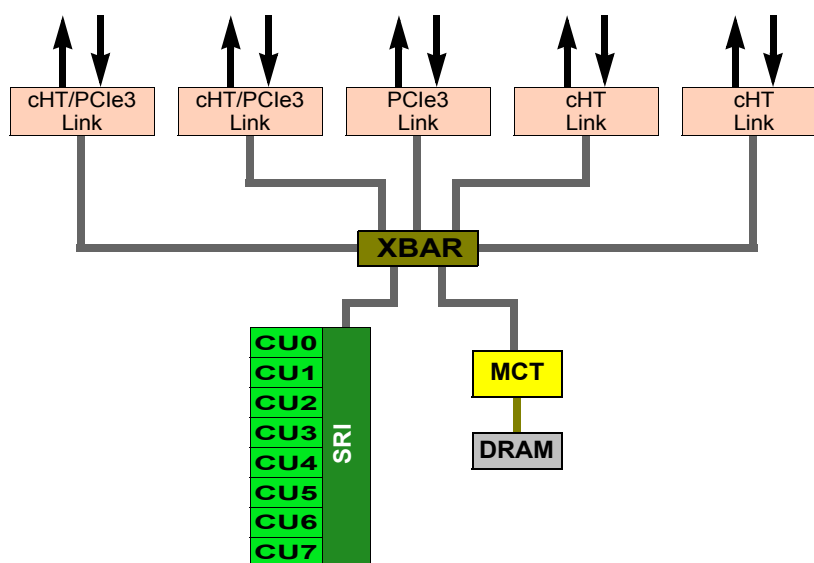 cHT/PCIe3
Link
cHT/PCIe3
Link
PCIe3
Link
cHT
Link
cHT
Link
XBAR
CU0
CU1
CU2
CU3
CU4
CU5
CU6
CU7
SRI
MCT
DRAM